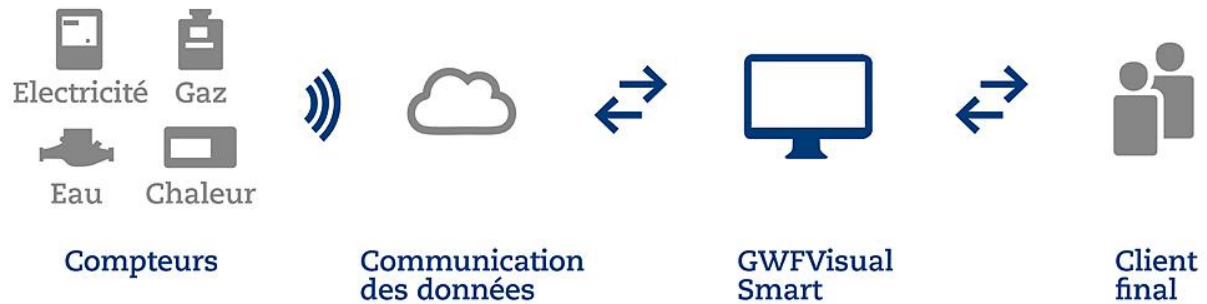 Electricité Gaz
Eau Chaleur
Compteurs
Communication
des données
GWFVisual
Smart
Client
final